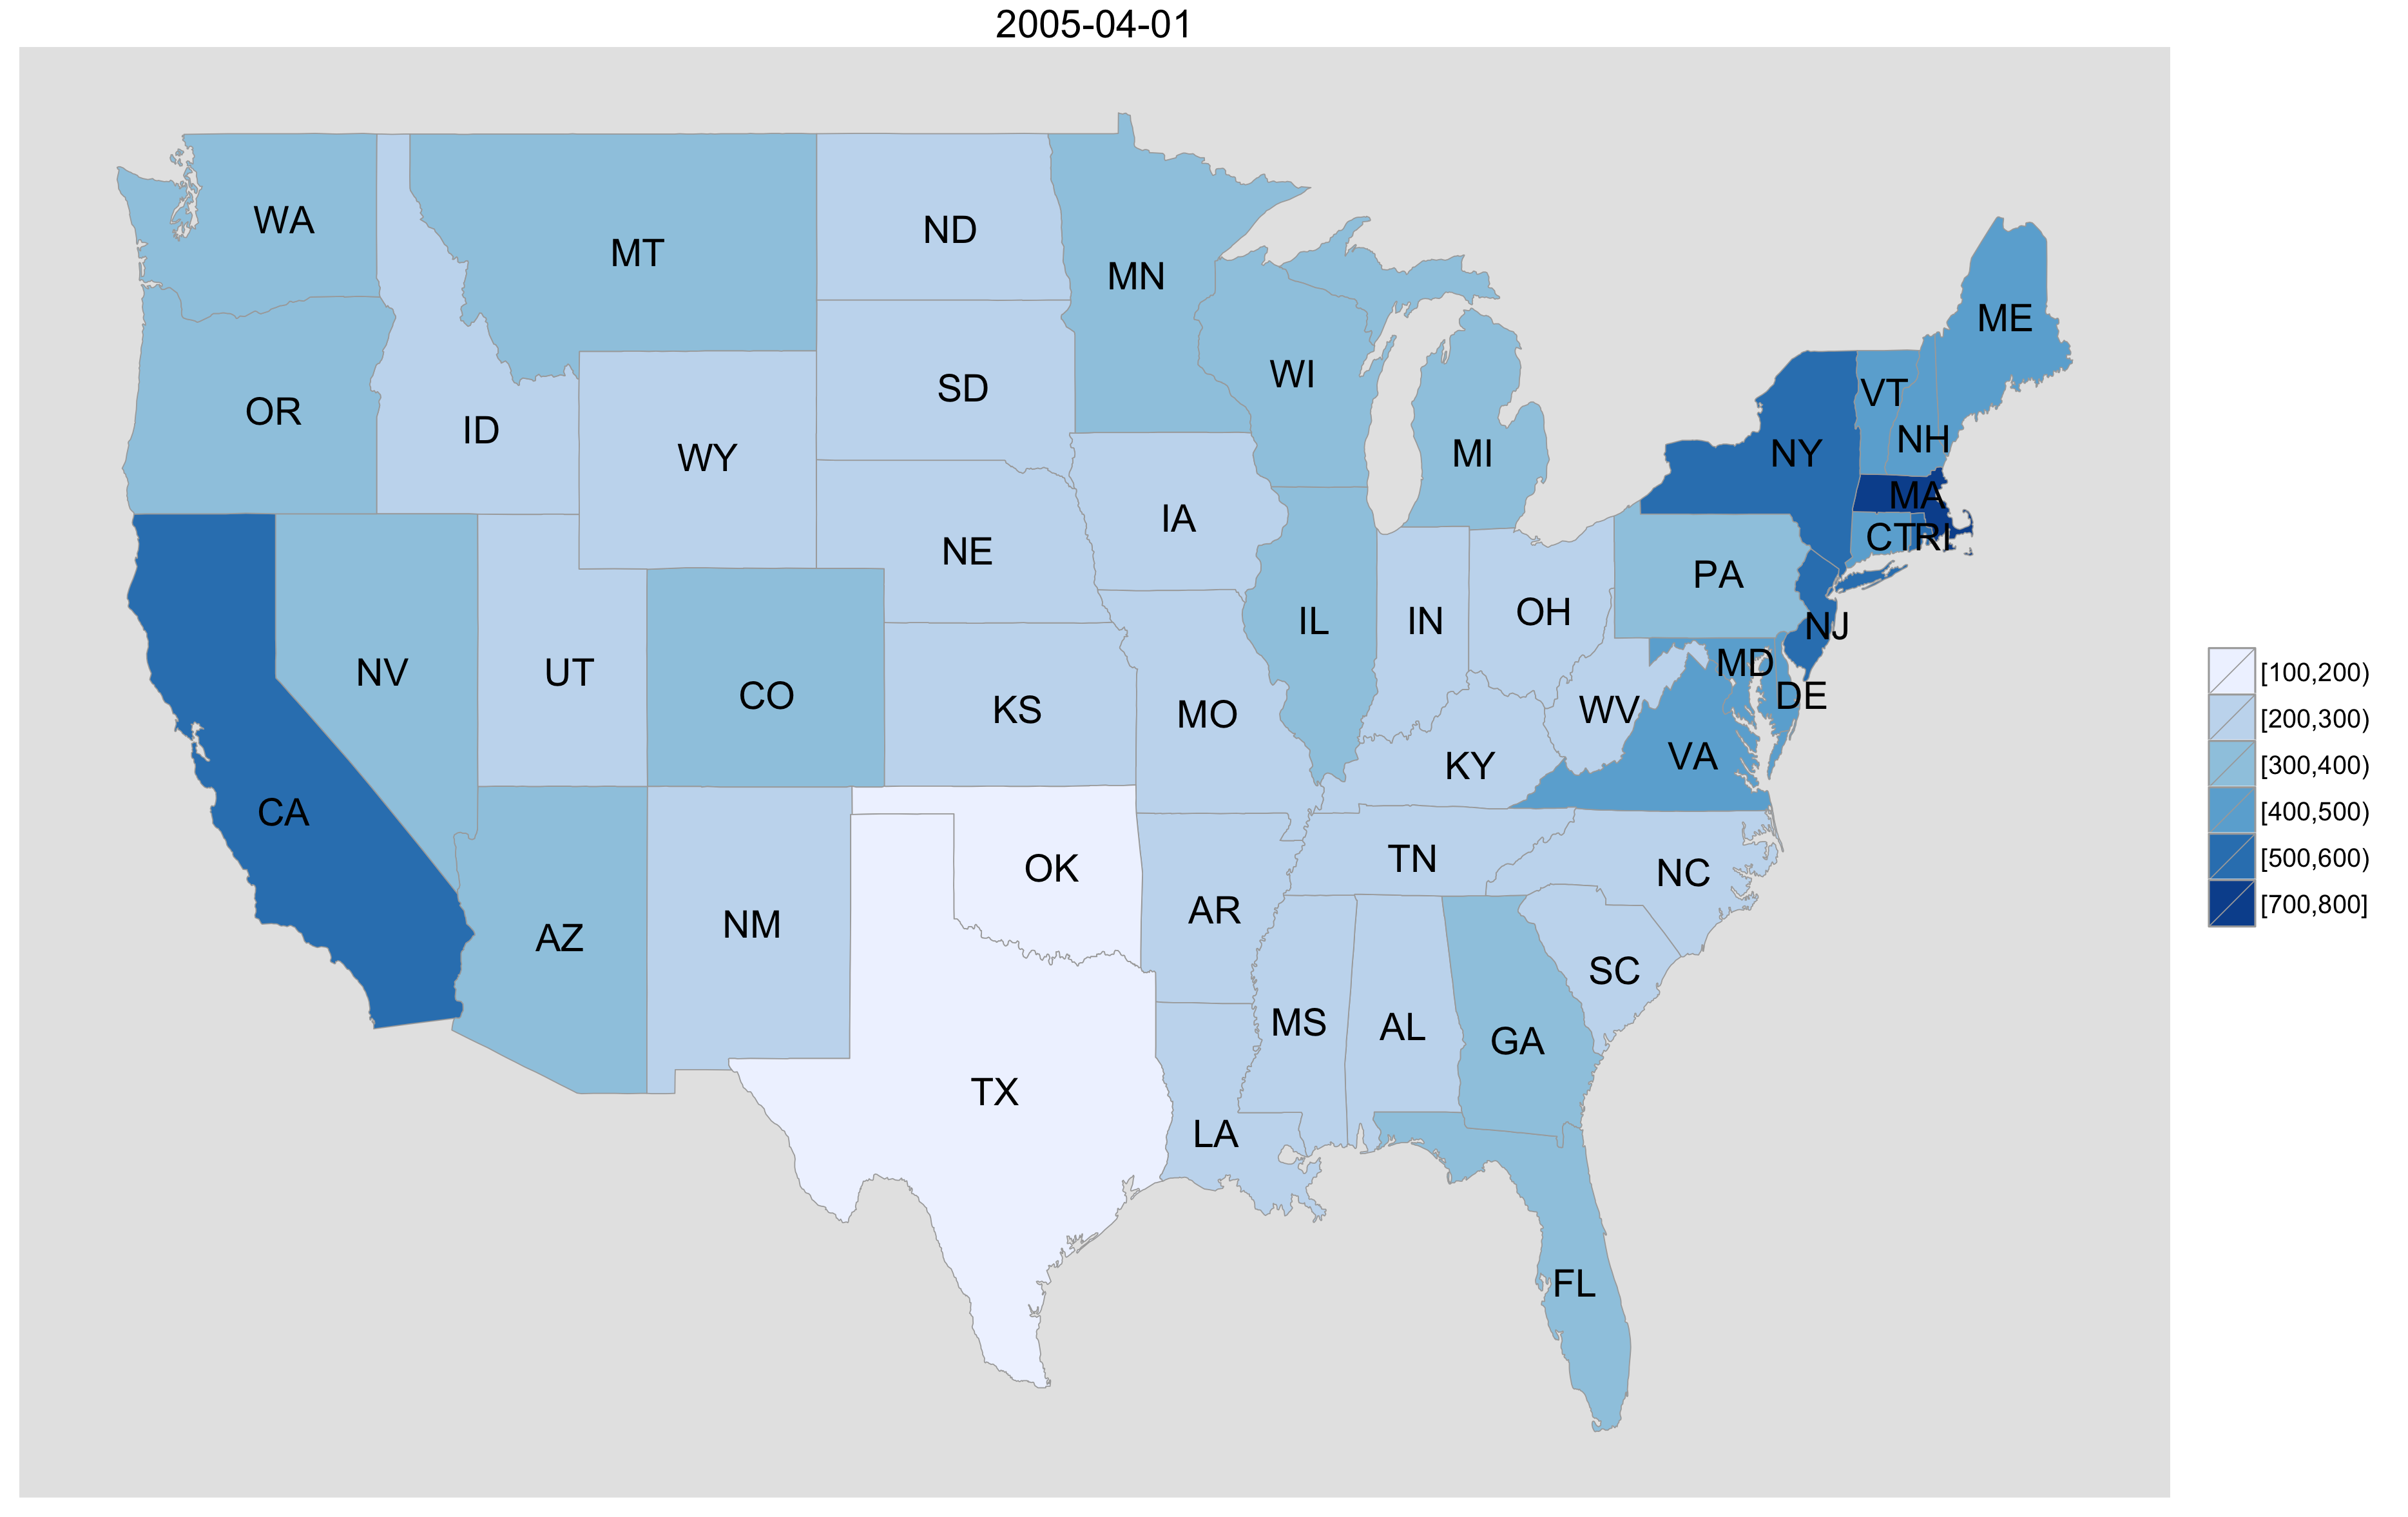 2005-04-01
WA
MT
ND
MN
ME
OR
ID
WY
SD
WI
MI
NY
VT
NH
MA
CT
RI
NE
IA
PA
NJ
NV
UT
CO
KS
MO
IL
IN
OH
WV
MD
DE
VA
KY
CA
AZ
NM
OK
AR
TN
NC
SC
TX
LA
MS
AL
GA
FL
[100,200)
[200,300)
[300,400)
[400,500)
[500,600)
[700,800]